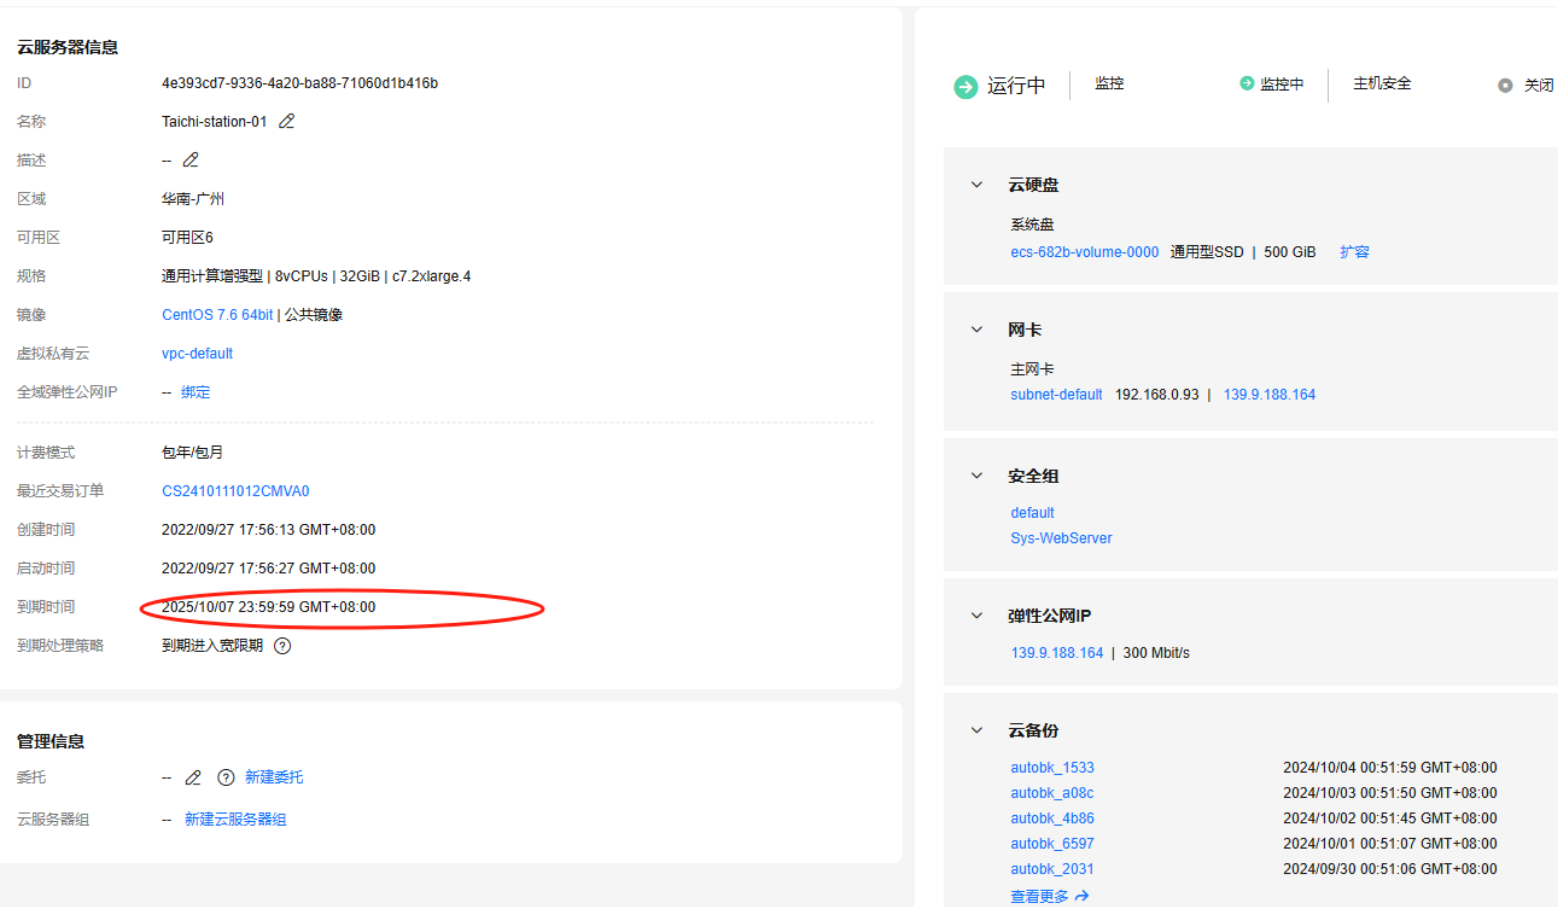 云服务器信息
ID 4e393cd7-9336-4a20-ba88-71060d1b416b
名称 Taichi-station-01
描述 --
区域 华南-广州
可用区 可用区6
规格 通用计算增强型 | 8vCPUs | 32GiB | c7.2xlarge.4
镜像 CentOS 7.6 64bit | 公共镜像
虚拟私有云 vpc-default
全域弹性公网IP -- 绑定
计费模式 包年/包月
最近交易订单 CS2410111012CMVA0
创建时间 2022/09/27 17:56:13 GMT+08:00
启动时间 2022/09/27 17:56:27 GMT+08:00
到期时间 2025/10/07 23:59:59 GMT+08:00
到期处理策略 到期进入宽限期 ?
管理信息
委托 -- ? 新建委托
云服务器组 -- 新建云服务器组
运行中 监控 监控中 主机安全 关闭
云硬盘
系统盘
ecs-682b-volume-0000 通用型SSD | 500 GiB 扩容
网卡
主网卡
subnet-default 192.168.0.93 | 139.9.188.164
安全组
default
Sys-WebServer
弹性公网IP
139.9.188.164 | 300 Mbit/s
云备份
autobk_1533 2024/10/04 00:51:59 GMT+08:00
autobk_a08c 2024/10/03 00:51:50 GMT+08:00
autobk_4b86 2024/10/02 00:51:45 GMT+08:00
autobk_6597 2024/10/01 00:51:07 GMT+08:00
autobk_2031 2024/09/30 00:51:06 GMT+08:00
查看更多